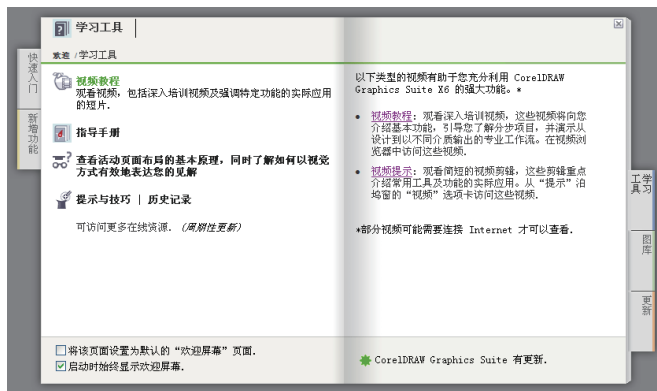 学习工具
欢迎 /学习工具
快速入门
新增功能
视频教程
观看视频，包括深入培训视频及强调特定功能的实际应用
的短片.
指导手册
查看活动页面布局的基本原理，同时了解如何以视觉
方式有效地表达您的见解
提示与技巧 | 历史记录
可访问更多在线资源. (周期性更新)
以下类型的视频有助于您充分利用 CorelDRAW
Graphics Suite X6 的强大功能. *
• 视频教程: 观看深入培训视频，这些视频将向您
介绍基本功能，引导您了解分步项目，并演示从
设计到以不同介质输出的专业工作流。在视频浏
览器中访问这些视频.
• 视频提示: 观看简短的视频剪辑，这些剪辑重点
介绍常用工具及功能的实际应用。从“提示”泊
坞窗的“视频”选项卡访问这些视频.
*部分视频可能需要连接 Internet 才可以查看.
学习工具
图库
更新
将该页面设置为默认的“欢迎屏幕”页面.
启动时始终显示欢迎屏幕.
CorelDRAW Graphics Suite 有更新.